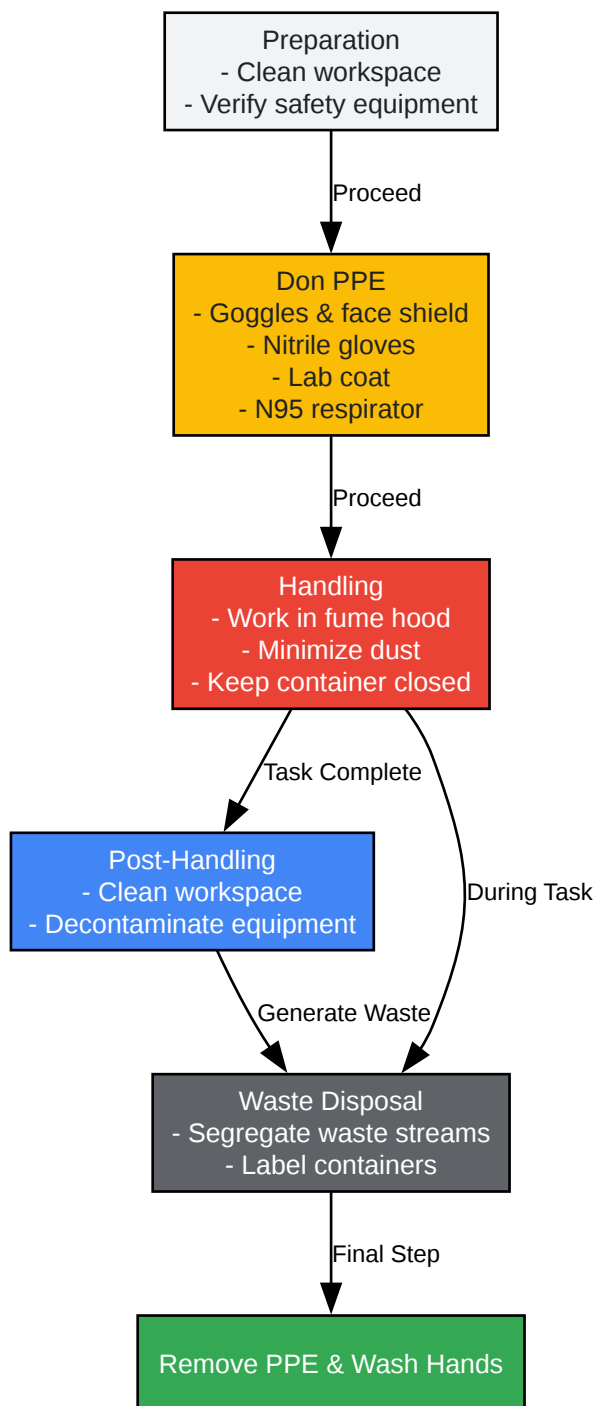 Preparation
- Clean workspace
- Verify safety equipment
Proceed
Don PPE
- Goggles & face shield
- Nitrile gloves
- Lab coat
- N95 respirator
Proceed
Handling
- Work in fume hood
- Minimize dust
- Keep container closed
Task Complete
Post-Handling
- Clean workspace
- Decontaminate equipment
During Task
Generate Waste
Waste Disposal
- Segregate waste streams
- Label containers
Final Step
Remove PPE & Wash Hands